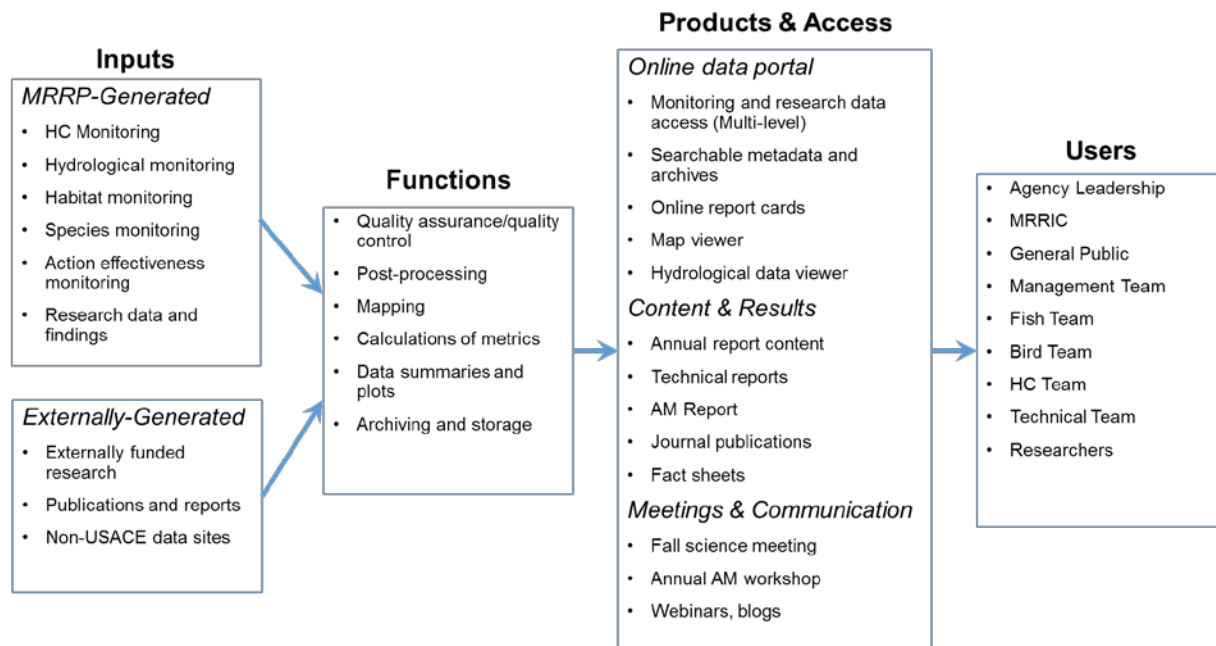 Inputs
MRRP-Generated
• HC Monitoring
• Hydrological monitoring
• Habitat monitoring
• Species monitoring
• Action effectiveness
monitoring
• Research data and
findings
Externally-Generated
• Externally funded
research
• Publications and reports
• Non-USACE data sites
Functions
• Quality assurance/quality
control
• Post-processing
• Mapping
• Calculations of metrics
• Data summaries and
plots
• Archiving and storage
Products & Access
Online data portal
• Monitoring and research data
access (Multi-level)
• Searchable metadata and
archives
• Online report cards
• Map viewer
• Hydrological data viewer
Content & Results
• Annual report content
• Technical reports
• AM Report
• Journal publications
• Fact sheets
Meetings & Communication
• Fall science meeting
• Annual AM workshop
• Webinars, blogs
Users
• Agency Leadership
• MRRIC
• General Public
• Management Team
• Fish Team
• Bird Team
• HC Team
• Technical Team
• Researchers